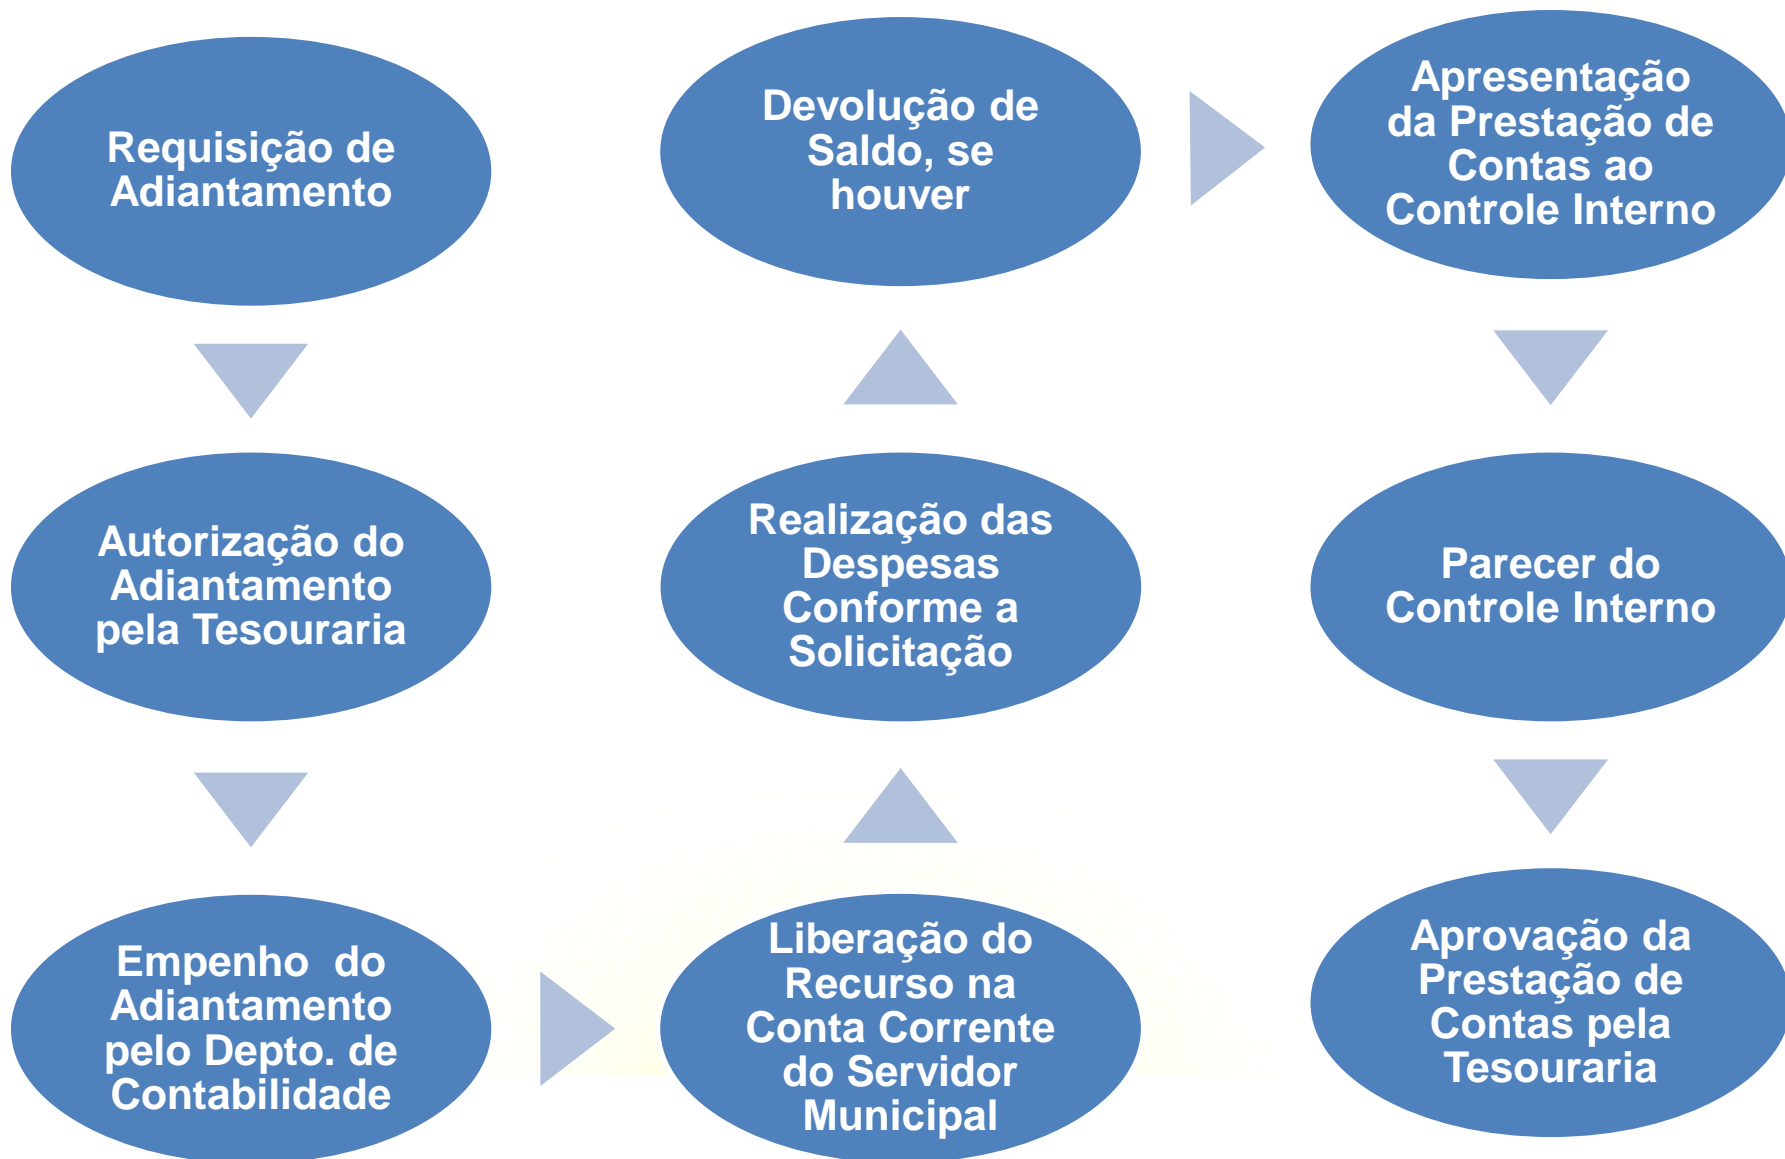 Requisição de
Adiantamento
Autorização do
Adiantamento
pela Tesouraria
Empenho  do
Adiantamento
pelo Depto. de
Contabilidade
Liberação do
Recurso na
Conta Corrente
do Servidor
Municipal
Realização das
Despesas
Conforme a
Solicitação
Devolução de
Saldo, se
houver
Apresentação
da Prestação de
Contas ao
Controle Interno
Parecer do
Controle Interno
Aprovação da
Prestação de
Contas pela
Tesouraria